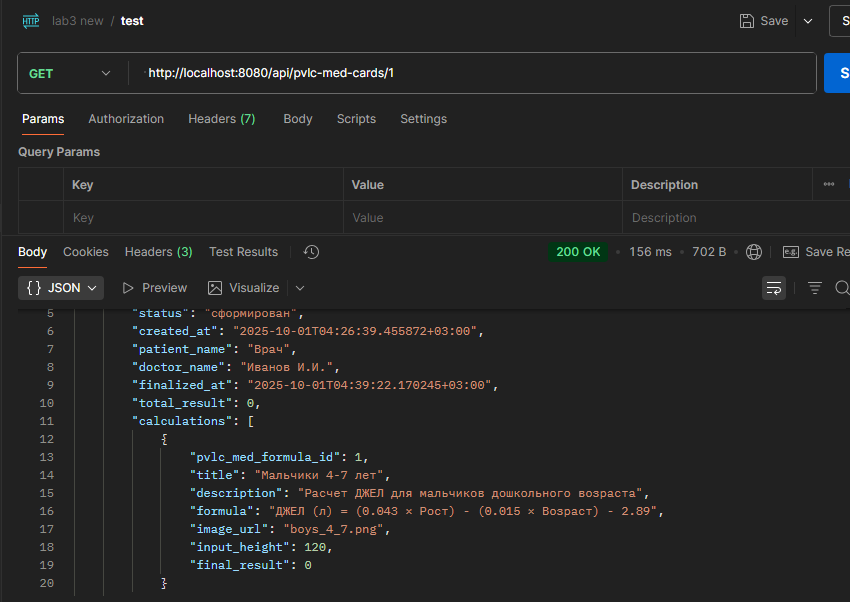 HTTP lab3 new / test Save S
GET http://localhost:8080/api/pvlc-med-cards/1 S
Params Authorization Headers (7) Body Scripts Settings
Query Params
Key Value Description
Key Value Description
Body Cookies Headers (3) Test Results 200 OK • 156 ms • 702 B • e.g. Save Re
{} JSON Preview Visualize
5 "status": "сформирован",
6 "created_at": "2025-10-01T04:26:39.455872+03:00",
7 "patient_name": "Врач",
8 "doctor_name": "Иванов И.И.",
9 "finalized_at": "2025-10-01T04:39:22.170245+03:00",
10 "total_result": 0,
11 "calculations": [
12 {
13 "pvlc_med_formula_id": 1,
14 "title": "Мальчики 4-7 лет",
15 "description": "Расчет ДЖЕЛ для мальчиков дошкольного возраста",
16 "formula": "ДЖЕЛ (л) = (0.043 × Рост) - (0.015 × Возраст) - 2.89",
17 "image_url": "boys_4_7.png",
18 "input_height": 120,
19 "final_result": 0
20 }